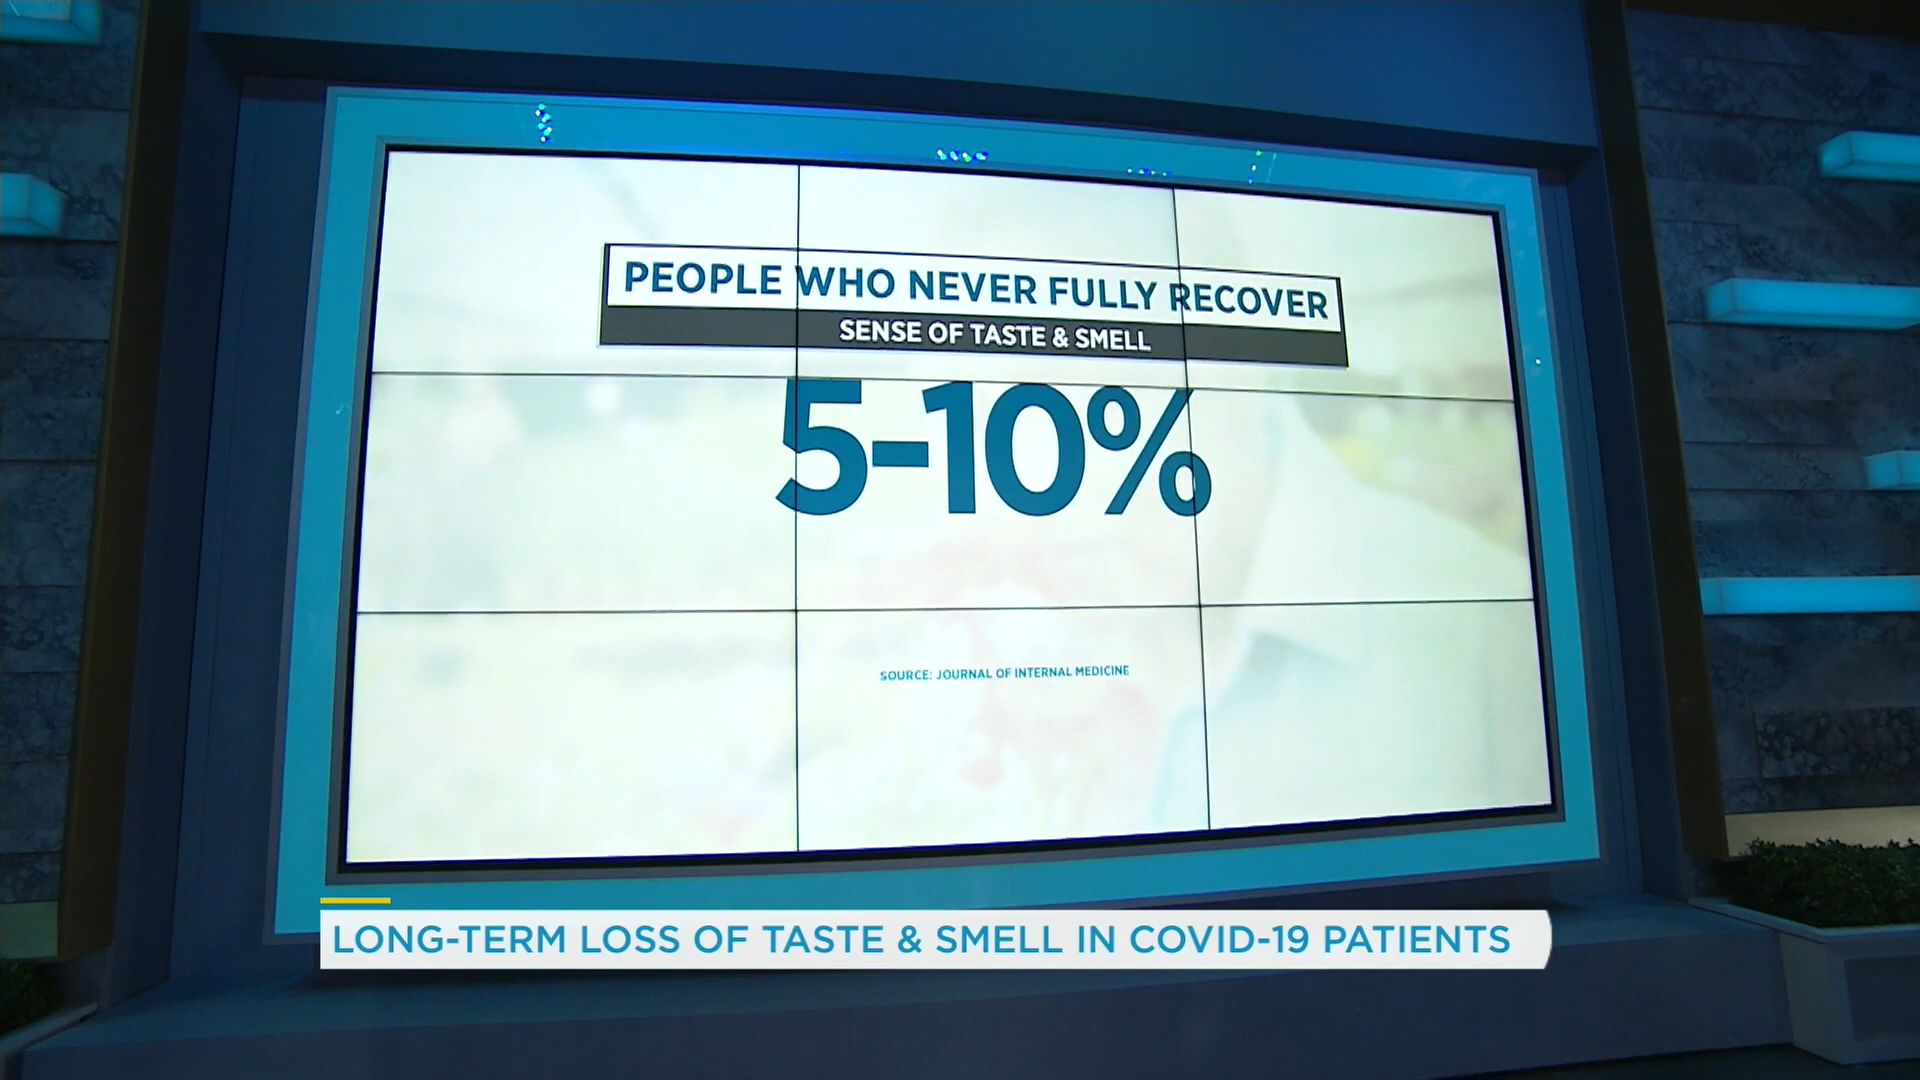 PEOPLE WHO NEVER FULLY RECOVER
SENSE OF TASTE & SMELL
5-10%
SOURCE: JOURNAL OF INTERNAL MEDICINE
LONG-TERM LOSS OF TASTE & SMELL IN COVID-19 PATIENTS